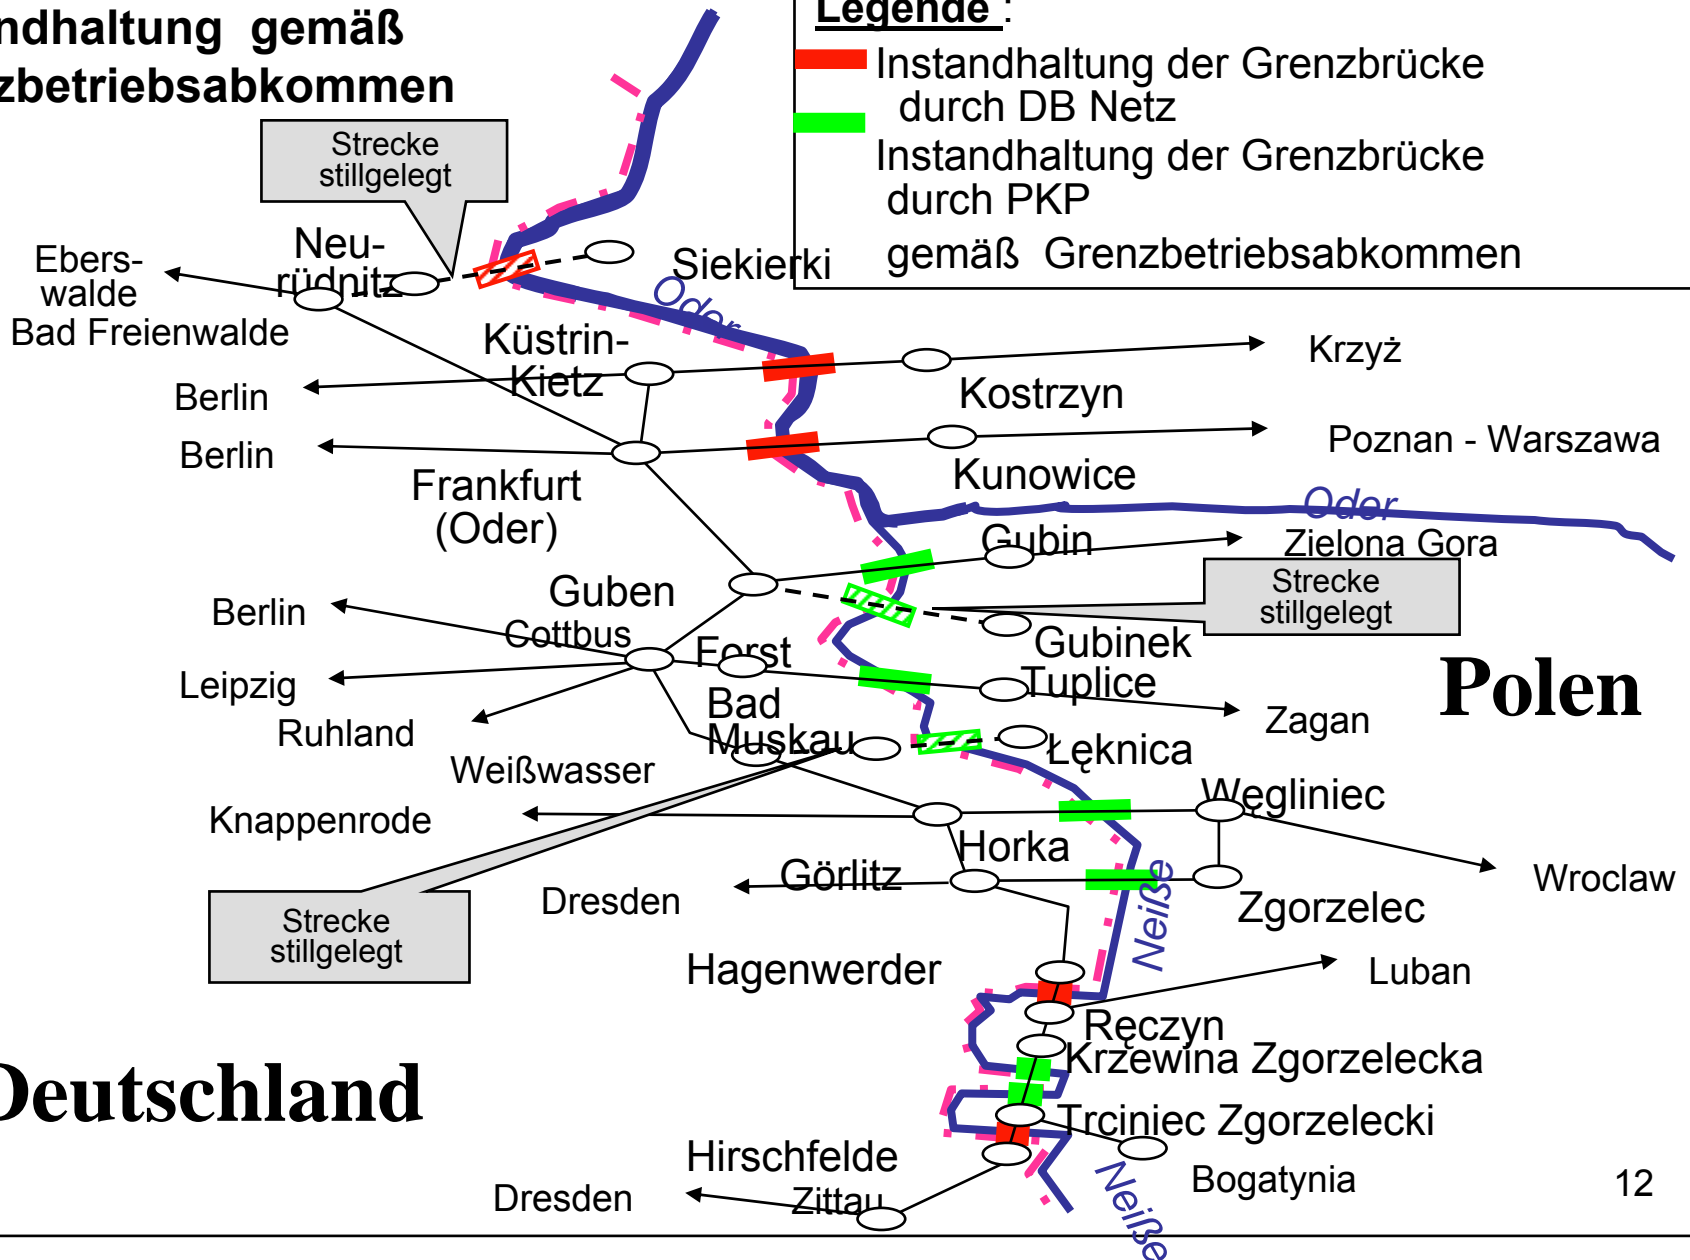 ndhaltung gemäß
zbetriebsabkommen
Legende :
Instandhaltung der Grenzbrücke
durch DB Netz
Instandhaltung der Grenzbrücke
durch PKP
gemäß Grenzbetriebsabkommen
Strecke
stillgelegt
Neu-
rüdnitz
Siekierki
Ebers-
walde
Bad Freienwalde
Oder
Küstrin-
Kietz
Krzyż
Berlin
Kostrzyn
Berlin
Poznan - Warszawa
Frankfurt
(Oder)
Kunowice
Oder
Gubin
Zielona Gora
Strecke
stillgelegt
Guben
Berlin
Cottbus
Forst
Gubinek
Tuplice
Polen
Leipzig
Bad
Muskau
Zagan
Ruhland
Łęknica
Weißwasser
Węgliniec
Knappenrode
Horka
Görlitz
Wroclaw
Dresden
Zgorzelec
Neiße
Strecke
stillgelegt
Hagenwerder
Luban
Ręczyn
Krzewina Zgorzelecka
Deutschland
Trciniec Zgorzelecki
Hirschfelde
Bogatynia
12
Dresden
Zittau
Neiße